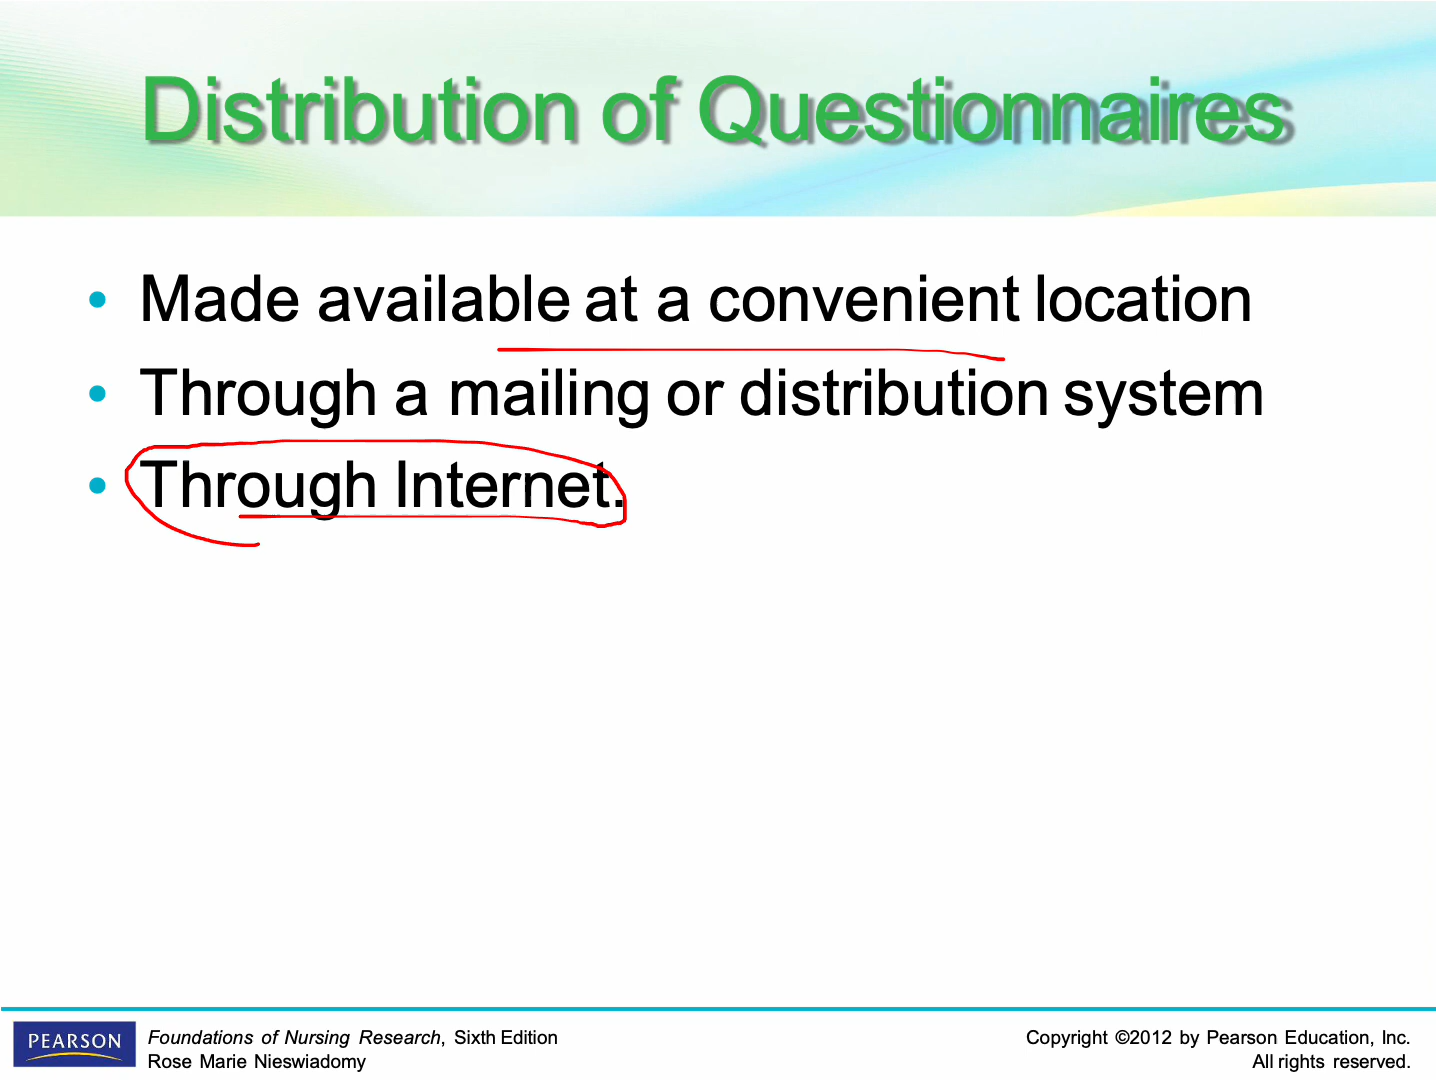 Distribution of Questionnaires
• Made available at a convenient location
• Through a mailing or distribution system
• Through Internet.
PEARSON
Foundations of Nursing Research, Sixth Edition
Rose Marie Nieswiadomy
Copyright ©2012 by Pearson Education, Inc.
All rights reserved.